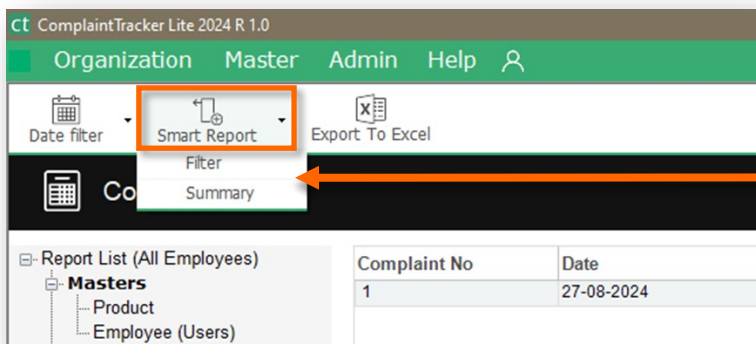 ct ComplaintTracker Lite 2024 R 1.0
Organization Master Admin Help
Date filter Smart Report Export To Excel
Filter
Summary
Co
Report List (All Employees)
Masters
Product
Employee (Users)
Complaint No Date
1 27-08-2024